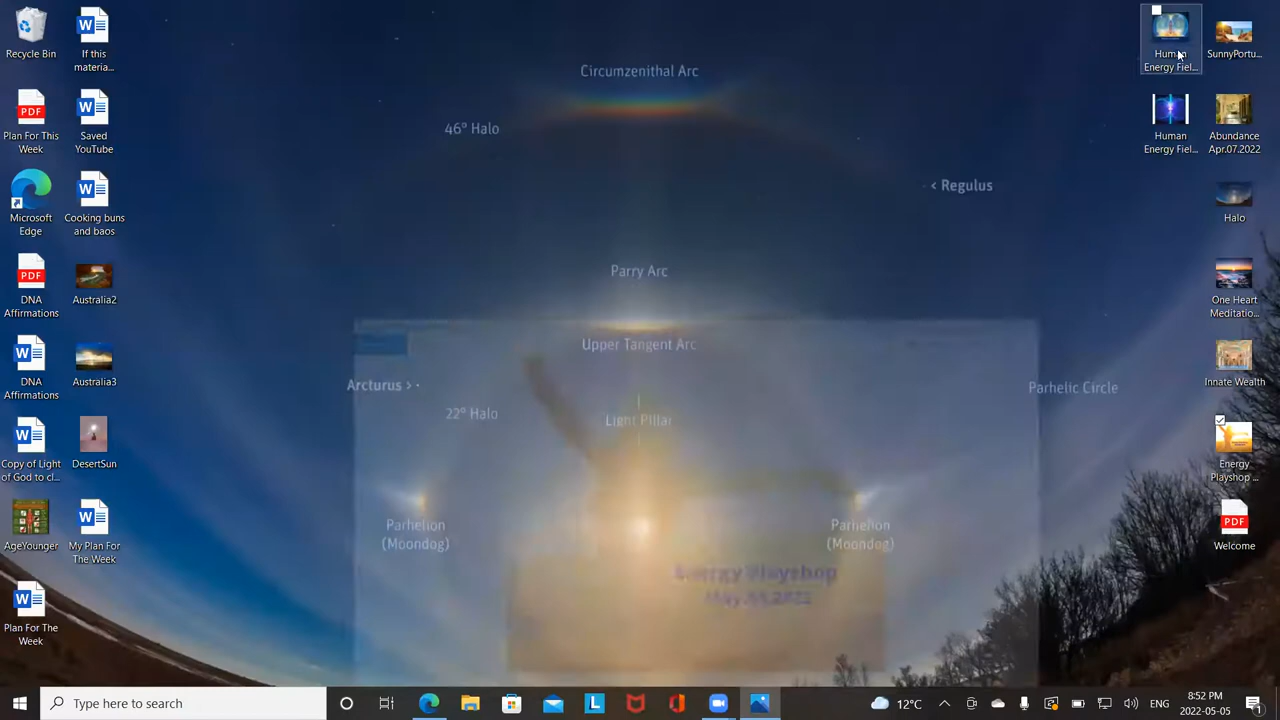 Recycle Bin
If this
materia...
PDF
Plan For This
Week
Saved
YouTube
Microsoft
Edge
Cooking buns
and baos
PDF
DNA
Affirmations
Australia2
DNA
Affirmations
Australia3
Copy of Light
of God to cl...
DesertSun
AgeYounger
My Plan For
The Week
Plan For The
Week
Circumzenithal Arc
46° Halo
< Regulus
Parry Arc
Upper Tangent Arc
Arcturus >
22° Halo
Light Pillar
Parhelic Circle
Parhelion
(Moondog)
Parhelion
(Moondog)
Energy Playshop
May.05.2022
Human
Energy Fiel...
SunnyPortu...
Human
Energy Fiel...
Abundance
Apr.07.2022
Halo
One Heart
Meditatio...
Innate Wealth
Energy
Playshop ...
PDF
Welcome
Type here to search
12°C
ENG
8:52 PM
2022-05-05